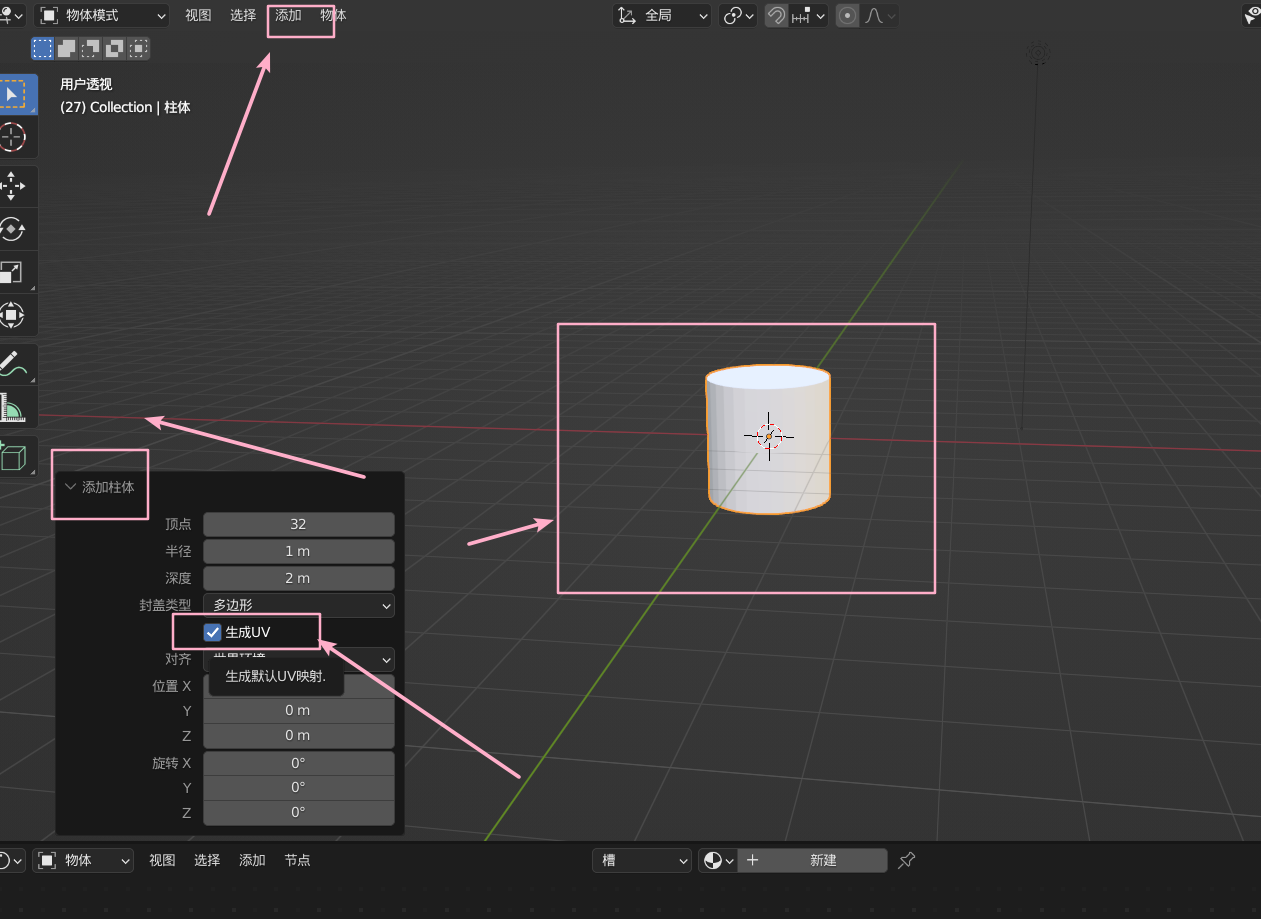 物体模式 视图 选择 添加 物体 全局
用户透视
(27) Collection | 柱体
添加柱体
顶点 32
半径 1 m
深度 2 m
封盖类型 多边形
生成UV
对齐 世界环境
生成默认UV映射.
位置 X
Y 0 m
Z 0 m
旋转 X 0°
Y 0°
Z 0°
物体 视图 选择 添加 节点 槽 新建